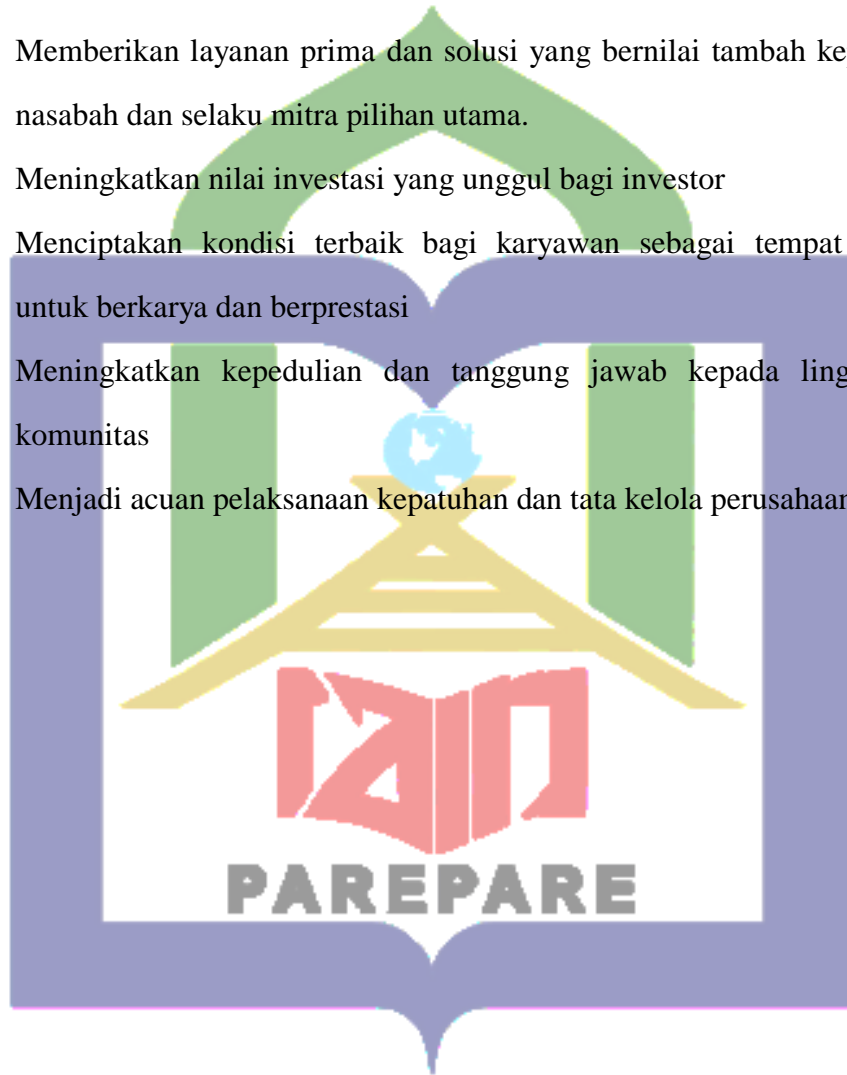 Memberikan layanan prima dan solusi yang bernilai tambah ke
nasabah dan selaku mitra pilihan utama.
Meningkatkan nilai investasi yang unggul bagi investor
Menciptakan kondisi terbaik bagi karyawan sebagai tempat
untuk berkarya dan berprestasi
Meningkatkan kepedulian dan tanggung jawab kepada ling
komunitas
Menjadi acuan pelaksanaan kepatuhan dan tata kelola perusahaan
iain
PAREPARE